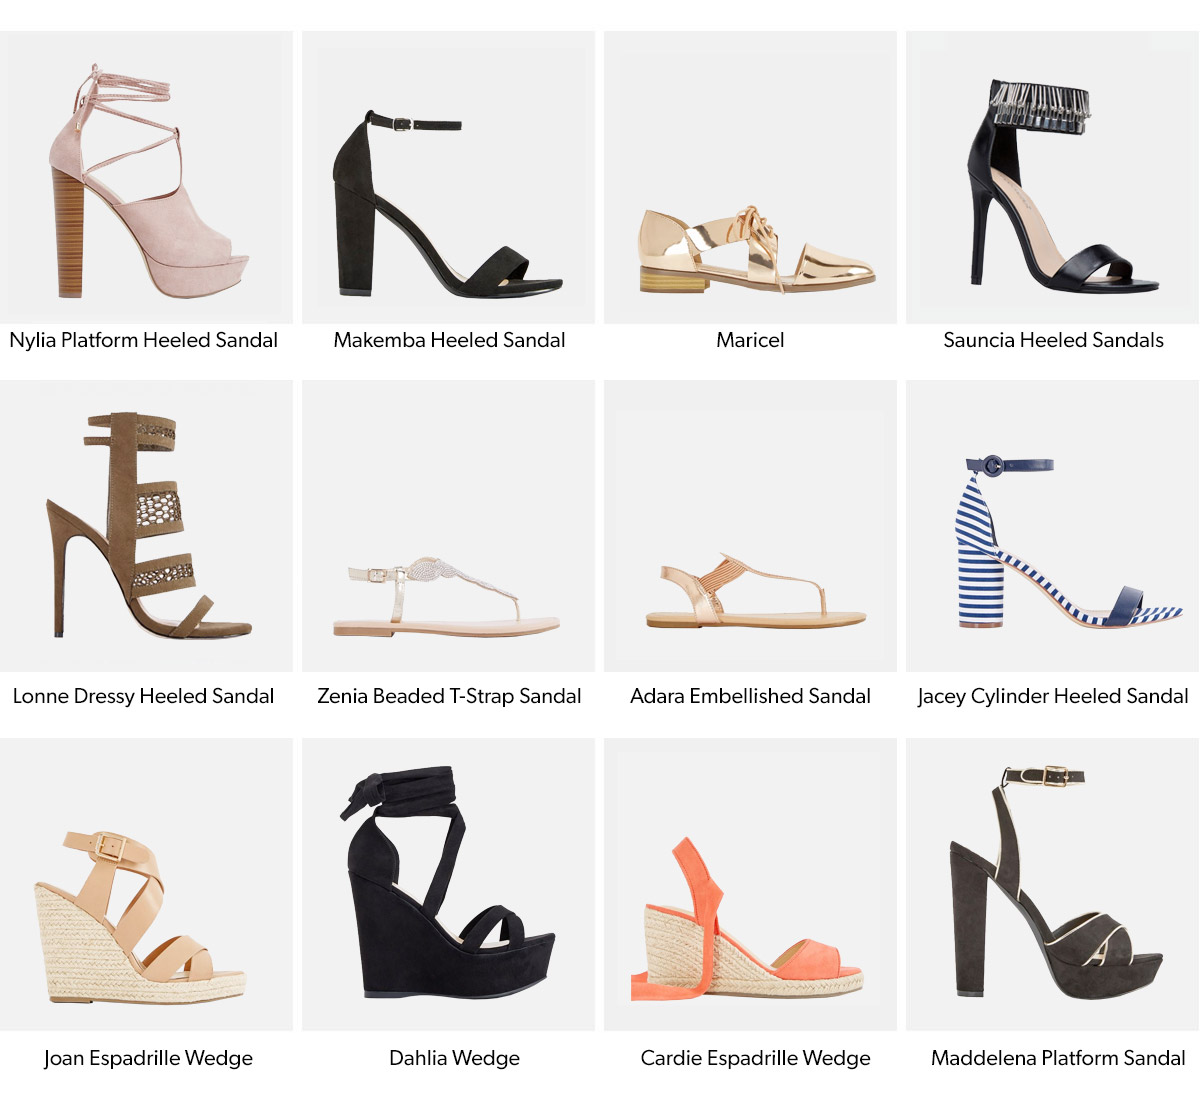 Nylia Platform Heeled Sandal
Makemba Heeled Sandal
Maricel
Sauncia Heeled Sandals
Lonne Dressy Heeled Sandal
Zenia Beaded T-Strap Sandal
Adara Embellished Sandal
Jacey Cylinder Heeled Sandal
Joan Espadrille Wedge
Dahlia Wedge
Cardie Espadrille Wedge
Maddelena Platform Sandal